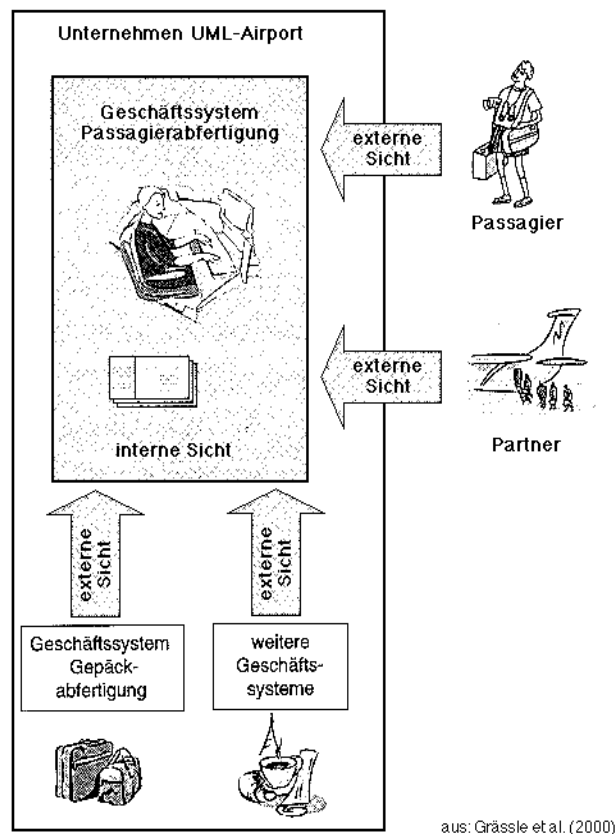 Unternehmen UML-Airport
Geschäftssystem
Passagierabfertigung
externe
Sicht
Passagier
externe
Sicht
Partner
interne Sicht
externe
Sicht
externe
Sicht
Geschäftssystem
Gepäck-
abfertigung
weitere
Geschäfts-
systeme
aus: Grässle et al. (2000)